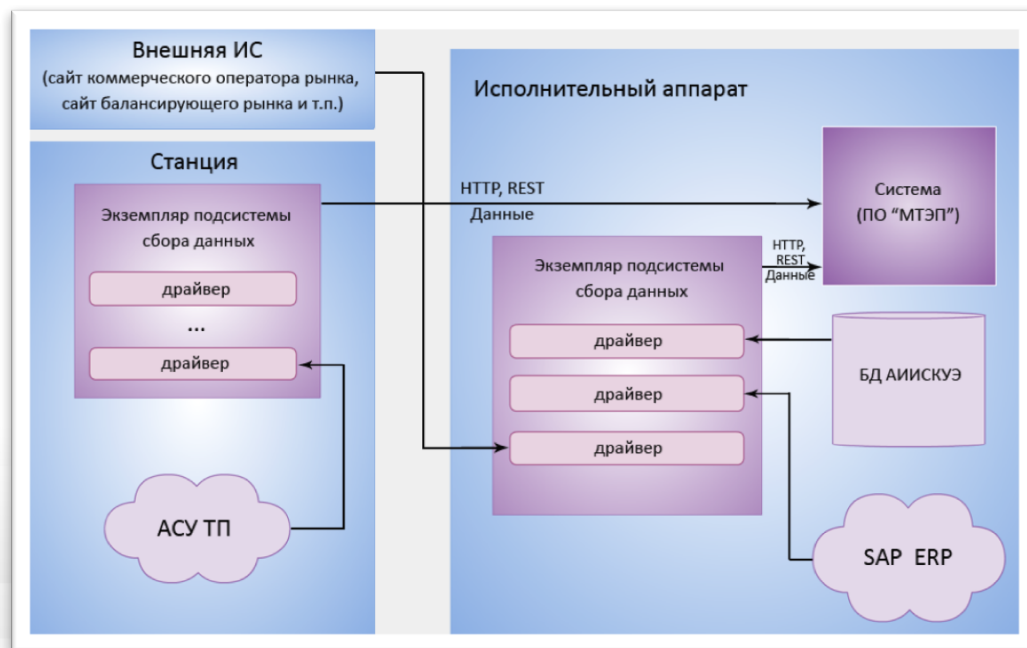 Внешняя ИС
(сайт коммерческого оператора рынка,
сайт балансирующего рынка и т.п.)
Станция
Экземпляр подсистемы
сбора данных
драйвер
...
драйвер
АСУ ТП
Исполнительный аппарат
HTTP, REST
Данные
Система
(ПО “МТЭП”)
Экземпляр подсистемы
сбора данных
HTTP,
REST
Данные
драйвер
драйвер
драйвер
БД АИИСКУЭ
SAP ERP